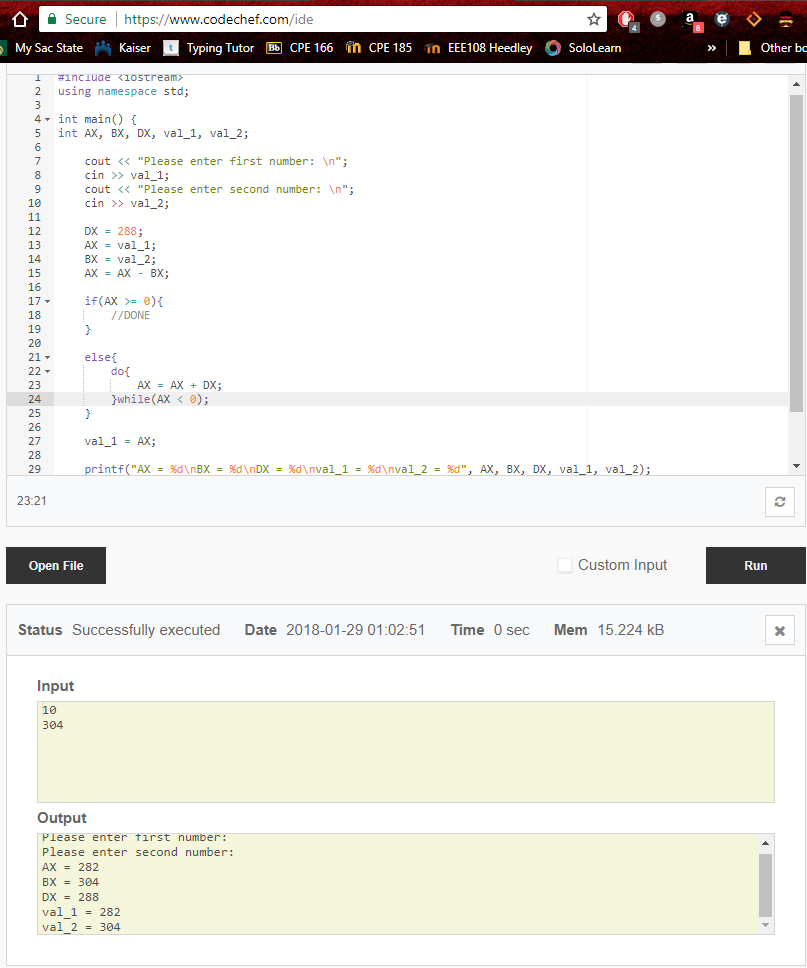 Secure https://www.codechef.com/ide
4 $ a 8 e
My Sac State Kaiser t Typing Tutor Bb CPE 166 CPE 185 EEE108 Heedley SoloLearn » Other bo
1 #include <iostream>
2 using namespace std;
3
4 int main() {
5 int AX, BX, DX, val_1, val_2;
6
7 cout << "Please enter first number: \n";
8 cin >> val_1;
9 cout << "Please enter second number: \n";
10 cin >> val_2;
11
12 DX = 288;
13 AX = val_1;
14 BX = val_2;
15 AX = AX - BX;
16
17 if(AX >= 0){
18 //DONE
19 }
20
21 else{
22 do{
23 AX = AX + DX;
24 }while(AX < 0);
25 }
26
27 val_1 = AX;
28
29 printf("AX = %d\nBX = %d\nDX = %d\nval_1 = %d\nval_2 = %d", AX, BX, DX, val_1, val_2);
23:21
Open File Custom Input Run
Status Successfully executed Date 2018-01-29 01:02:51 Time 0 sec Mem 15.224 kB
Input
10
304
Output
Please enter first number:
Please enter second number:
AX = 282
BX = 304
DX = 288
val_1 = 282
val_2 = 304